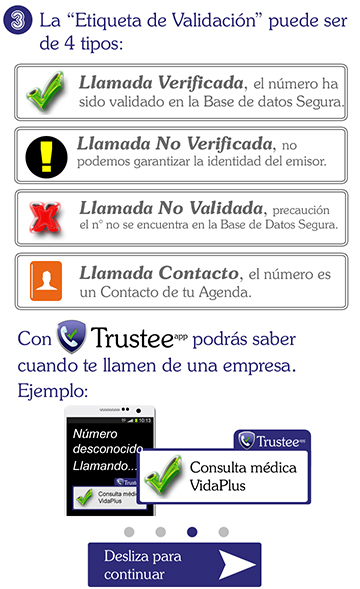 3 La “Etiqueta de Validación” puede ser
de 4 tipos:
Llamada Verificada, el número ha
sido validado en la Base de datos Segura.
Llamada No Verificada, no
podemos garantizar la identidad del emisor.
Llamada No Validada, precaución
el nº no se encuentra en la Base de Datos Segura.
Llamada Contacto, el número es
un Contacto de tu Agenda.
Con Trustee app podrás saber
cuando te llamen de una empresa.
Ejemplo:
10:13
Número
desconocido
Llamando...
Trustee
Consulta médic
VidaPlus
Trustee app
Consulta médica
VidaPlus
Desliza para
continuar